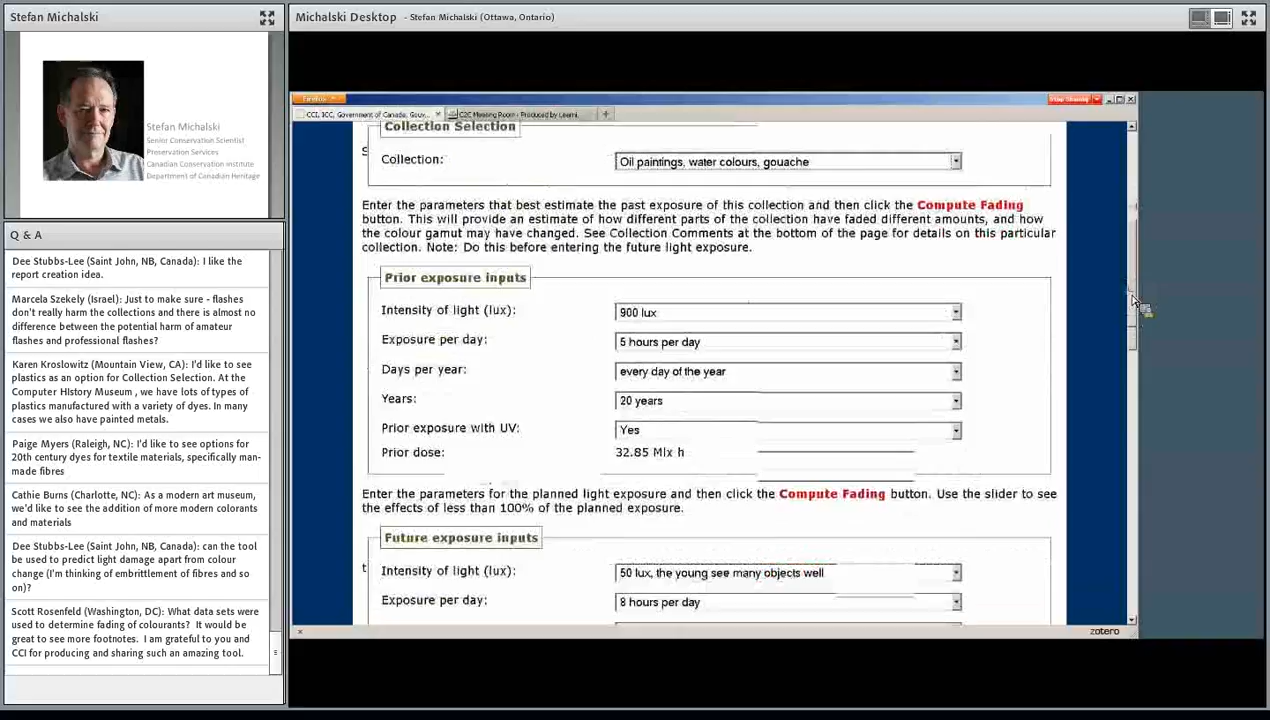 Stefan Michalski
Stefan Michalski
Senior Conservation Scientist
Preservation Services
Canadian Conservation Institute
Department of Canadian Heritage
Q & A
Dee Stubbs-Lee (Saint John, NB, Canada): I like the
report creation idea.
Marcela Szekely (Israel): Just to make sure - flashes
don't really harm the collections and there is almost no
difference between the potential harm of amateur
flashes and professional flashes?
Karen Kroslowitz (Mountain View, CA): I'd like to see
plastics as an option for Collection Selection. At the
Computer HIstory Museum , we have lots of types of
plastics manufactured with a variety of dyes. In many
cases we also have painted metals.
Paige Myers (Raleigh, NC): I'd like to see options for
20th century dyes for textile materials, specifically man-
made fibres
Cathie Burns (Charlotte, NC): As a modern art museum,
we'd like to see the addition of more modern colorants
and materials
Dee Stubbs-Lee (Saint John, NB, Canada): can the tool
be used to predict light damage apart from colour
change (I'm thinking of embrittlement of fibres and so
on)?
Scott Rosenfeld (Washington, DC): What data sets were
used to determine fading of colourants? It would be
great to see more footnotes. I am grateful to you and
CCI for producing and sharing such an amazing tool.
Michalski Desktop - Stefan Michalski (Ottawa, Ontario)
Firefox
Stop Sharing
CCI, ICC, Government of Canada, Gouv...
C2C Meeting Room - Produced by Learni...
Collection Selection
Collection: Oil paintings, water colours, gouache
Enter the parameters that best estimate the past exposure of this collection and then click the Compute Fading
button. This will provide an estimate of how different parts of the collection have faded different amounts, and how
the colour gamut may have changed. See Collection Comments at the bottom of the page for details on this particular
collection. Note: Do this before entering the future light exposure.
Prior exposure inputs
Intensity of light (lux): 900 lux
Exposure per day: 5 hours per day
Days per year: every day of the year
Years: 20 years
Prior exposure with UV: Yes
Prior dose: 32.85 Mlx h
Enter the parameters for the planned light exposure and then click the Compute Fading button. Use the slider to see
the effects of less than 100% of the planned exposure.
Future exposure inputs
t
Intensity of light (lux): 50 lux, the young see many objects well
Exposure per day: 8 hours per day
x
zotero